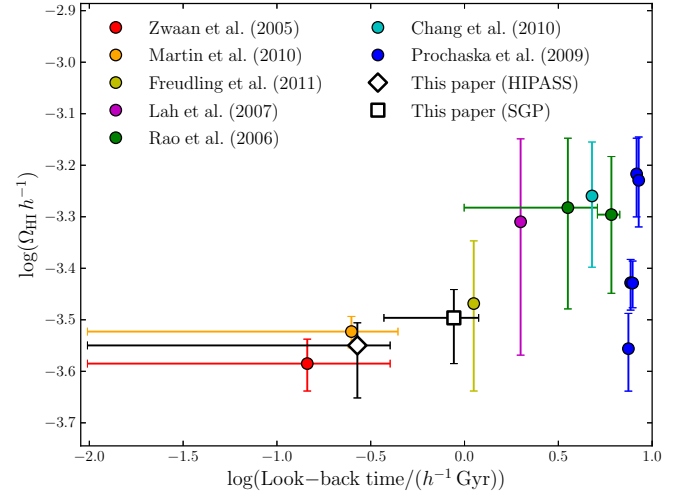 Zwaan et al. (2005)
Martin et al. (2010)
Freudling et al. (2011)
Lah et al. (2007)
Rao et al. (2006)
Chang et al. (2010)
Prochaska et al. (2009)
This paper (HIPASS)
This paper (SGP)
log(Ω_HI h⁻¹)
−2.9
−3.0
−3.1
−3.2
−3.3
−3.4
−3.5
−3.6
−3.7
−2.0 −1.5 −1.0 −0.5 0.0 0.5 1.0
log(Look−back time/(h⁻¹ Gyr))